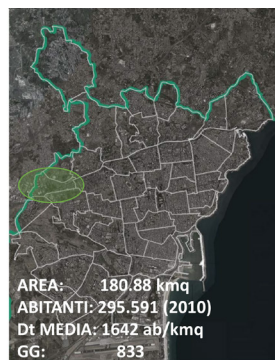 AREA: 180.88 kmq
ABITANTI: 295.591 (2010)
Dt MEDIA: 1642 ab/kmq
GG: 833